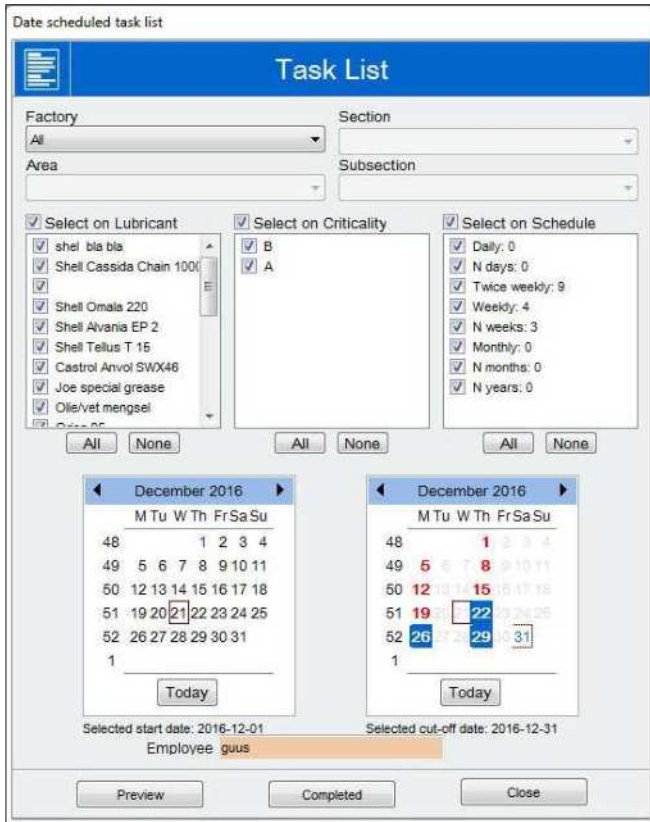 Date scheduled task list
Task List
Factory
Section
All
Area
Subsection
Select on Lubricant
Select on Criticality
Select on Schedule
shel bla bla
Shell Cassida Chain 1000
Shell Omala 220
Shell Alvania EP 2
Shell Tellus T 15
Castrol Anvol SWX46
Joe special grease
Olie/vet mengsel
B
A
Daily: 0
N days: 0
Twice weekly: 9
Weekly: 4
N weeks: 3
Monthly: 0
N months: 0
N years: 0
All None
All None
All None
December 2016
M Tu W Th Fr Sa Su
48 1 2 3 4
49 5 6 7 8 9 10 11
50 12 13 14 15 16 17 18
51 19 20 21 22 23 24 25
52 26 27 28 29 30 31
1
Today
Selected start date: 2016-12-01
December 2016
M Tu W Th Fr Sa Su
48 1 2 3 4
49 5 6 7 8 9 10 11
50 12 13 14 15 16 17 18
51 19 20 21 22 23 24 25
52 26 27 28 29 30 31
1
Today
Selected cut-off date: 2016-12-31
Employee guus
Preview Completed Close